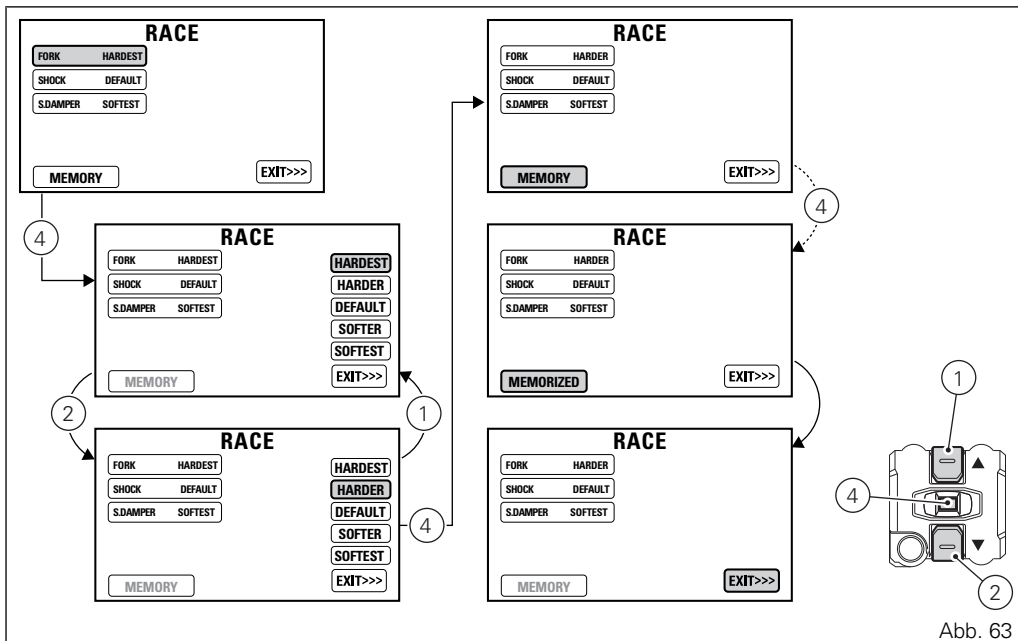 RACE
FORK HARDEST
SHOCK DEFAULT
S.DAMPER SOFTEST
MEMORY EXIT>>>
4
RACE
FORK HARDEST
SHOCK DEFAULT
S.DAMPER SOFTEST
HARDEST
HARDER
DEFAULT
SOFTER
SOFTEST
MEMORY EXIT>>>
2
1
RACE
FORK HARDEST
SHOCK DEFAULT
S.DAMPER SOFTEST
HARDEST
HARDER
DEFAULT
SOFTER
SOFTEST
MEMORY EXIT>>>
4
RACE
FORK HARDER
SHOCK DEFAULT
S.DAMPER SOFTEST
MEMORY EXIT>>>
4
RACE
FORK HARDER
SHOCK DEFAULT
S.DAMPER SOFTEST
MEMORIZED EXIT>>>
RACE
FORK HARDER
SHOCK DEFAULT
S.DAMPER SOFTEST
MEMORY EXIT>>>
1
4
2
Abb. 63